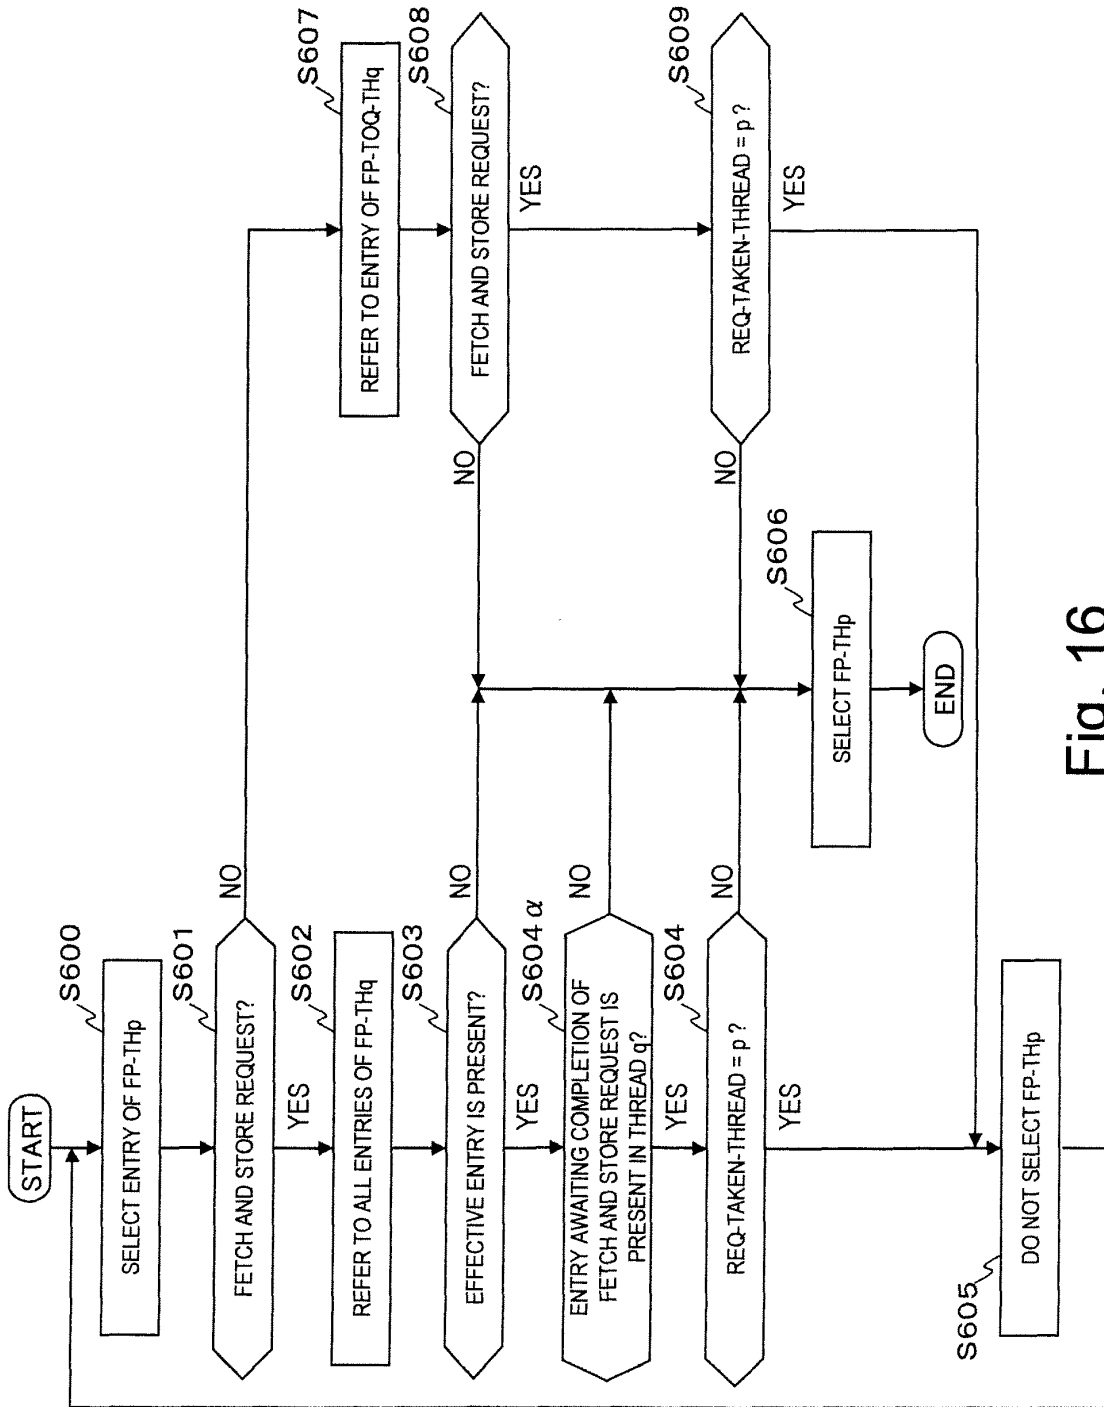 START
S600
SELECT ENTRY OF FP-THp
S601
FETCH AND STORE REQUEST?
NO
YES
S602
REFER TO ALL ENTRIES OF FP-THq
S603
EFFECTIVE ENTRY IS PRESENT?
NO
YES
S604 α
ENTRY AWAITING COMPLETION OF
FETCH AND STORE REQUEST IS
PRESENT IN THREAD q?
NO
YES
S604
REQ-TAKEN-THREAD = p ?
NO
YES
S605
DO NOT SELECT FP-THp
S606
SELECT FP-THp
END
S607
REFER TO ENTRY OF FP-TOQ-THq
S608
FETCH AND STORE REQUEST?
NO
YES
S609
REQ-TAKEN-THREAD = p ?
NO
YES
Fig. 16